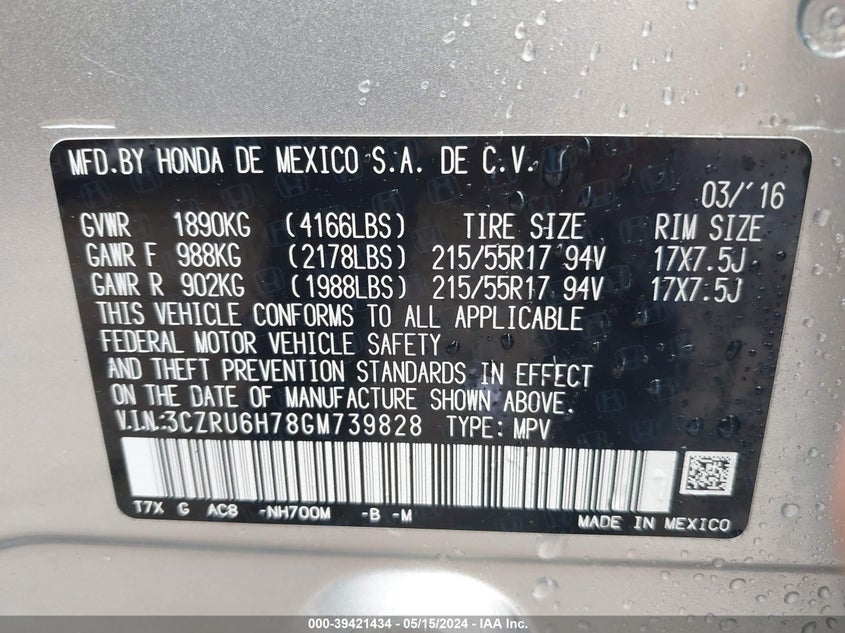 MFD.BY HONDA DE MEXICO S.A. DE C.V.
03/'16
GVWR 1890KG (4166LBS) TIRE SIZE RIM SIZE
GAWR F 988KG (2178LBS) 215/55R17 94V 17X7.5J
GAWR R 902KG (1988LBS) 215/55R17 94V 17X7.5J
THIS VEHICLE CONFORMS TO ALL APPLICABLE
FEDERAL MOTOR VEHICLE SAFETY
AND THEFT PREVENTION STANDARDS IN EFFECT
ON THE DATE OF MANUFACTURE SHOWN ABOVE.
V.I.N.:3CZRU6H78GM739828 TYPE: MPV
T7X G AC8 -NH700M -B -M
MADE IN MEXICO
000-39421434 - 05/15/2024 - IAA